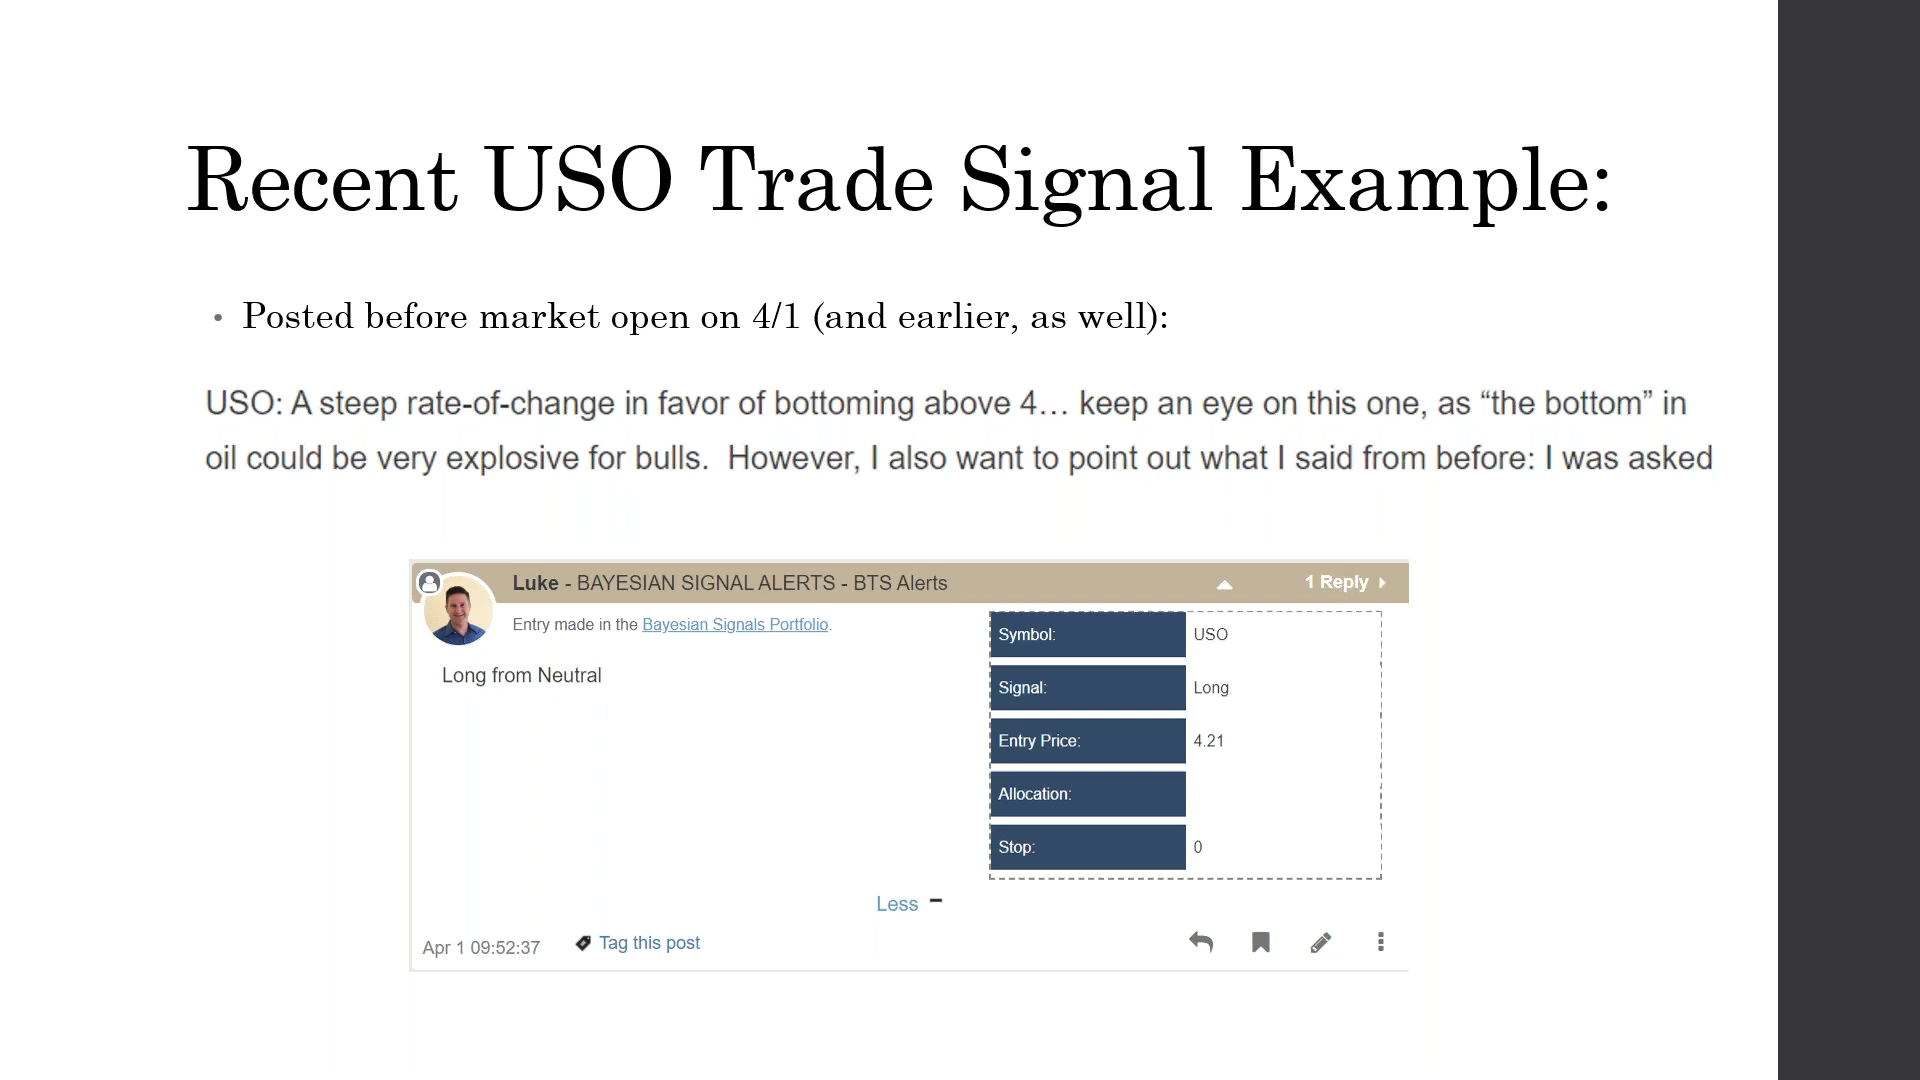 Recent USO Trade Signal Example:
• Posted before market open on 4/1 (and earlier, as well):
USO: A steep rate-of-change in favor of bottoming above 4… keep an eye on this one, as “the bottom” in
oil could be very explosive for bulls.  However, I also want to point out what I said from before: I was asked
Luke - BAYESIAN SIGNAL ALERTS - BTS Alerts
1 Reply
Entry made in the Bayesian Signals Portfolio.
Long from Neutral
Symbol: USO
Signal: Long
Entry Price: 4.21
Allocation:
Stop: 0
Less
Apr 1 09:52:37
Tag this post